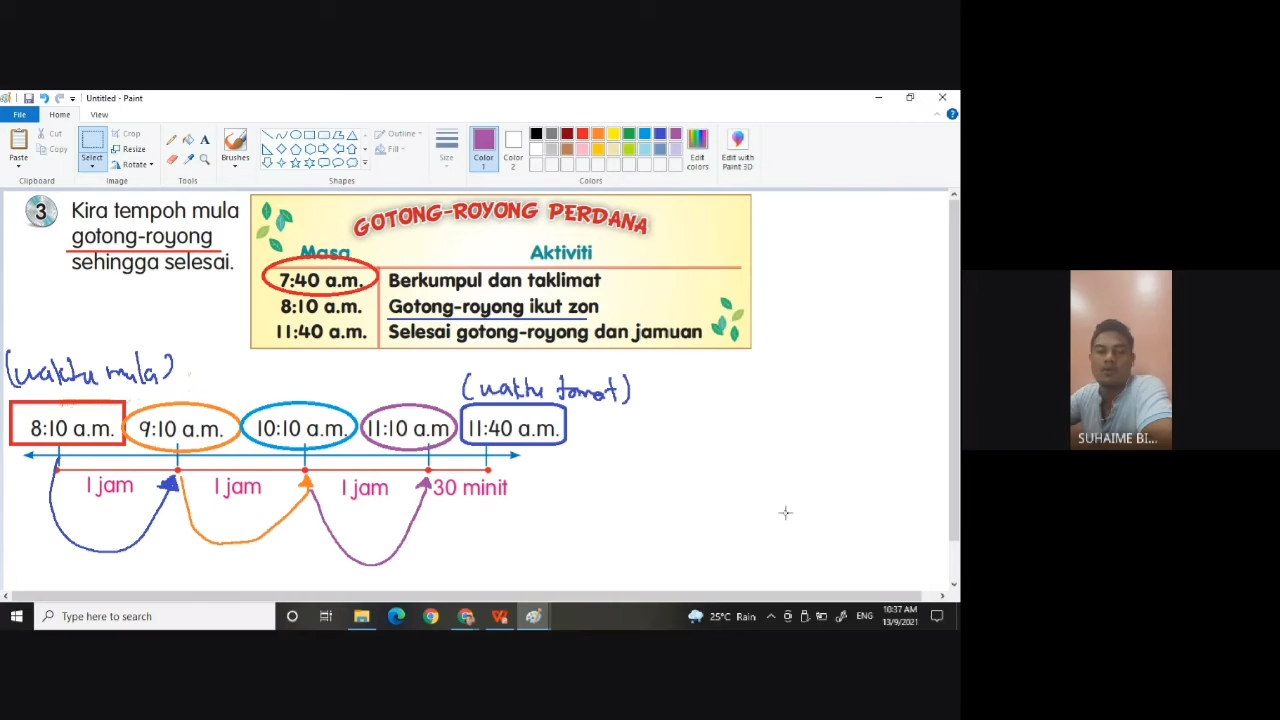 Untitled - Paint
File Home View
Paste
Cut
Copy
Clipboard
Select
Crop
Resize
Rotate
Image
Tools
Brushes
Outline
Fill
Shapes
Size
Color 1
Color 2
Colors
Edit colors
Edit with Paint 3D
3 Kira tempoh mula
gotong-royong
sehingga selesai.
GOTONG-ROYONG PERDANA
Masa Aktiviti
7:40 a.m. Berkumpul dan taklimat
8:10 a.m. Gotong-royong ikut zon
11:40 a.m. Selesai gotong-royong dan jamuan
(waktu mula)
(waktu tamat)
8:10 a.m. 9:10 a.m. 10:10 a.m. 11:10 a.m 11:40 a.m.
1 jam 1 jam 1 jam 30 minit
SUHAIME BI...
Type here to search
25°C Rain
ENG
10:37 AM
13/9/2021